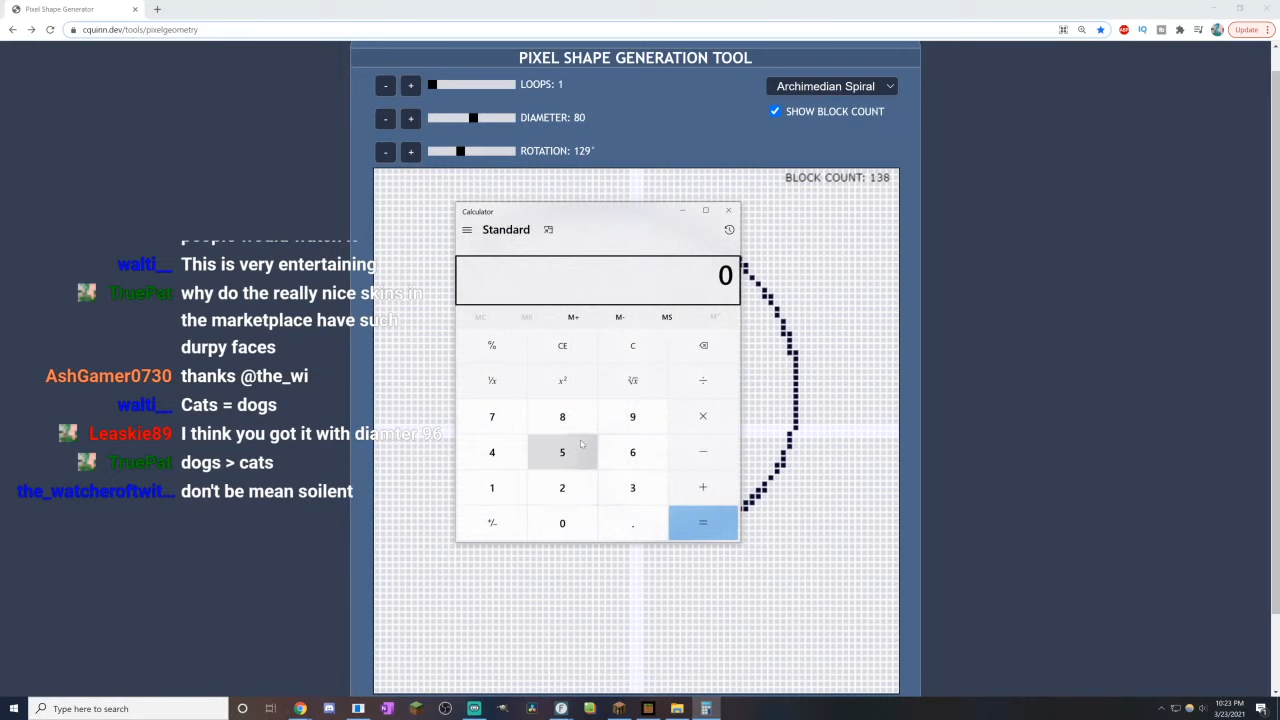 Pixel Shape Generator
cquinn.dev/tools/pixelgeometry
ABP
IQ
Update
PIXEL SHAPE GENERATION TOOL
-
+
LOOPS: 1
Archimedian Spiral
-
+
DIAMETER: 80
SHOW BLOCK COUNT
-
+
ROTATION: 129°
BLOCK COUNT: 138
Calculator
Standard
0
MC MR M+ M- MS
% CE C
¹/x x² ²√x ÷
7 8 9 ×
4 5 6 −
1 2 3 +
+/- 0 . =
walti__ This is very entertaining
TruePat why do the really nice skins in
the marketplace have such
durpy faces
AshGamer0730 thanks @the_wi
walti__ Cats = dogs
Leaskie89 I think you got it with diamter 96
TruePat dogs > cats
the_watcheroftwit... don't be mean soilent
Type here to search
10:23 PM
3/23/2021